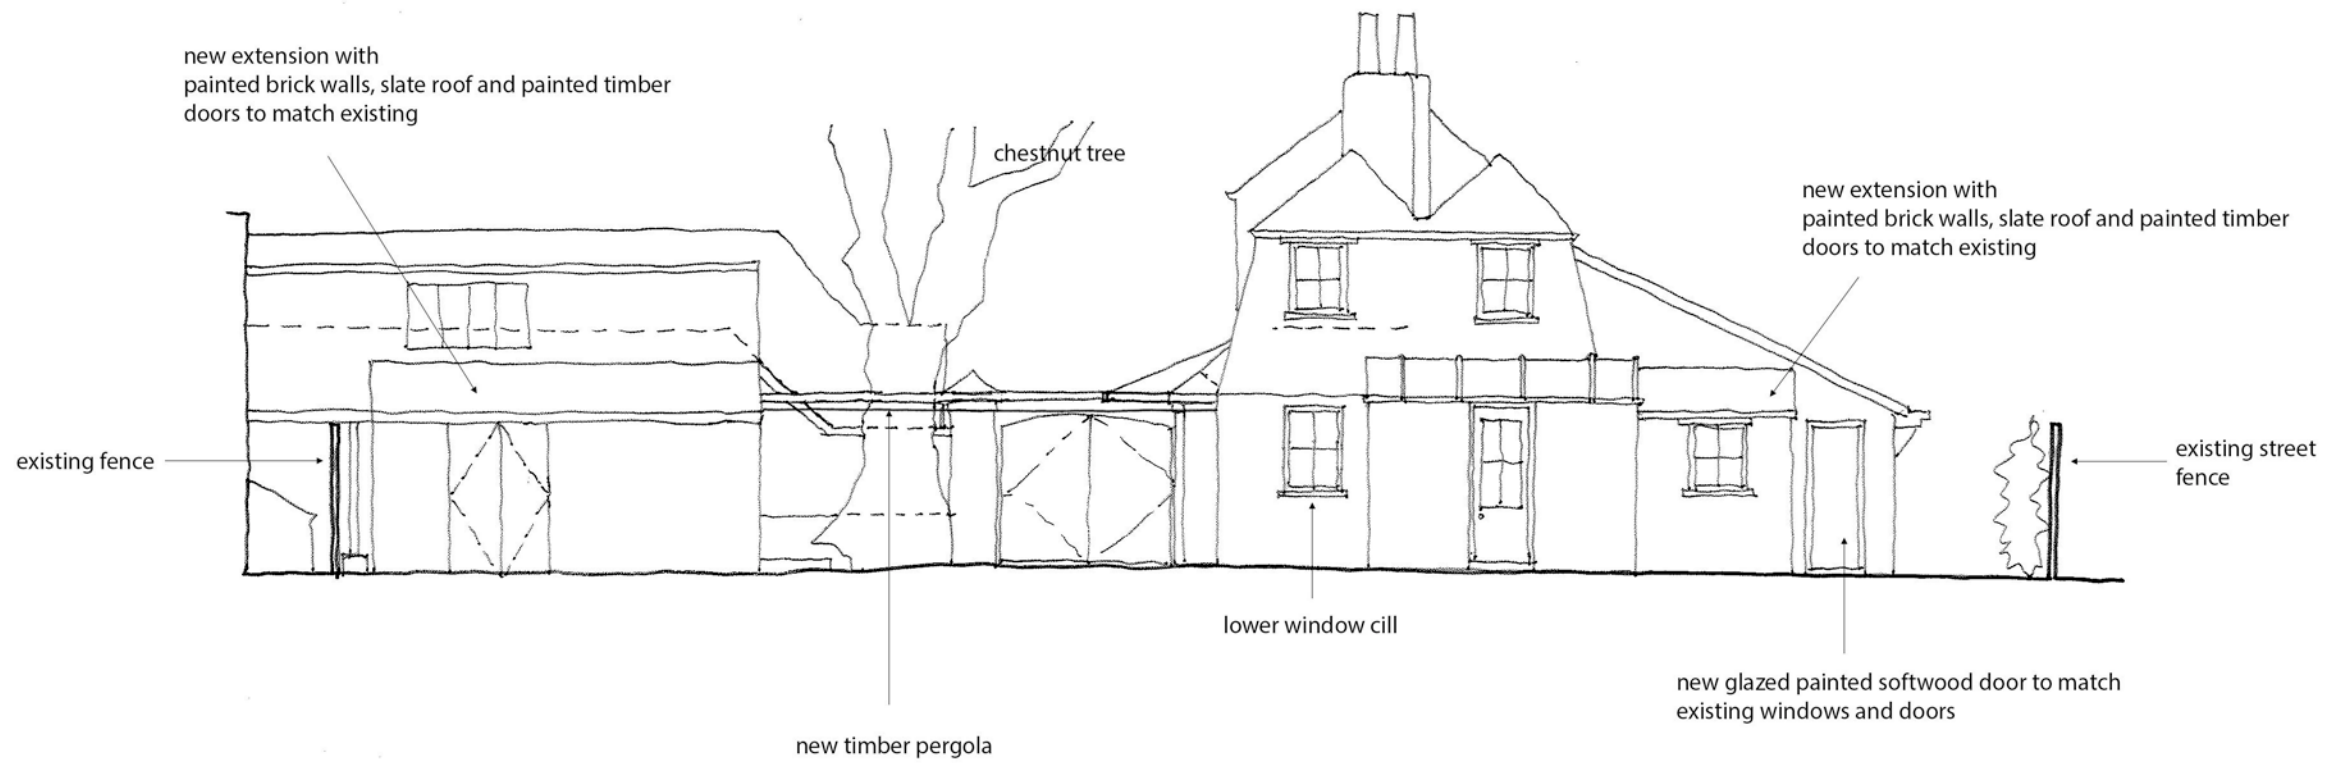 new extension with
painted brick walls, slate roof and painted timber
doors to match existing
chestnut tree
new extension with
painted brick walls, slate roof and painted timber
doors to match existing
existing fence
existing street
fence
lower window cill
new glazed painted softwood door to match
existing windows and doors
new timber pergola